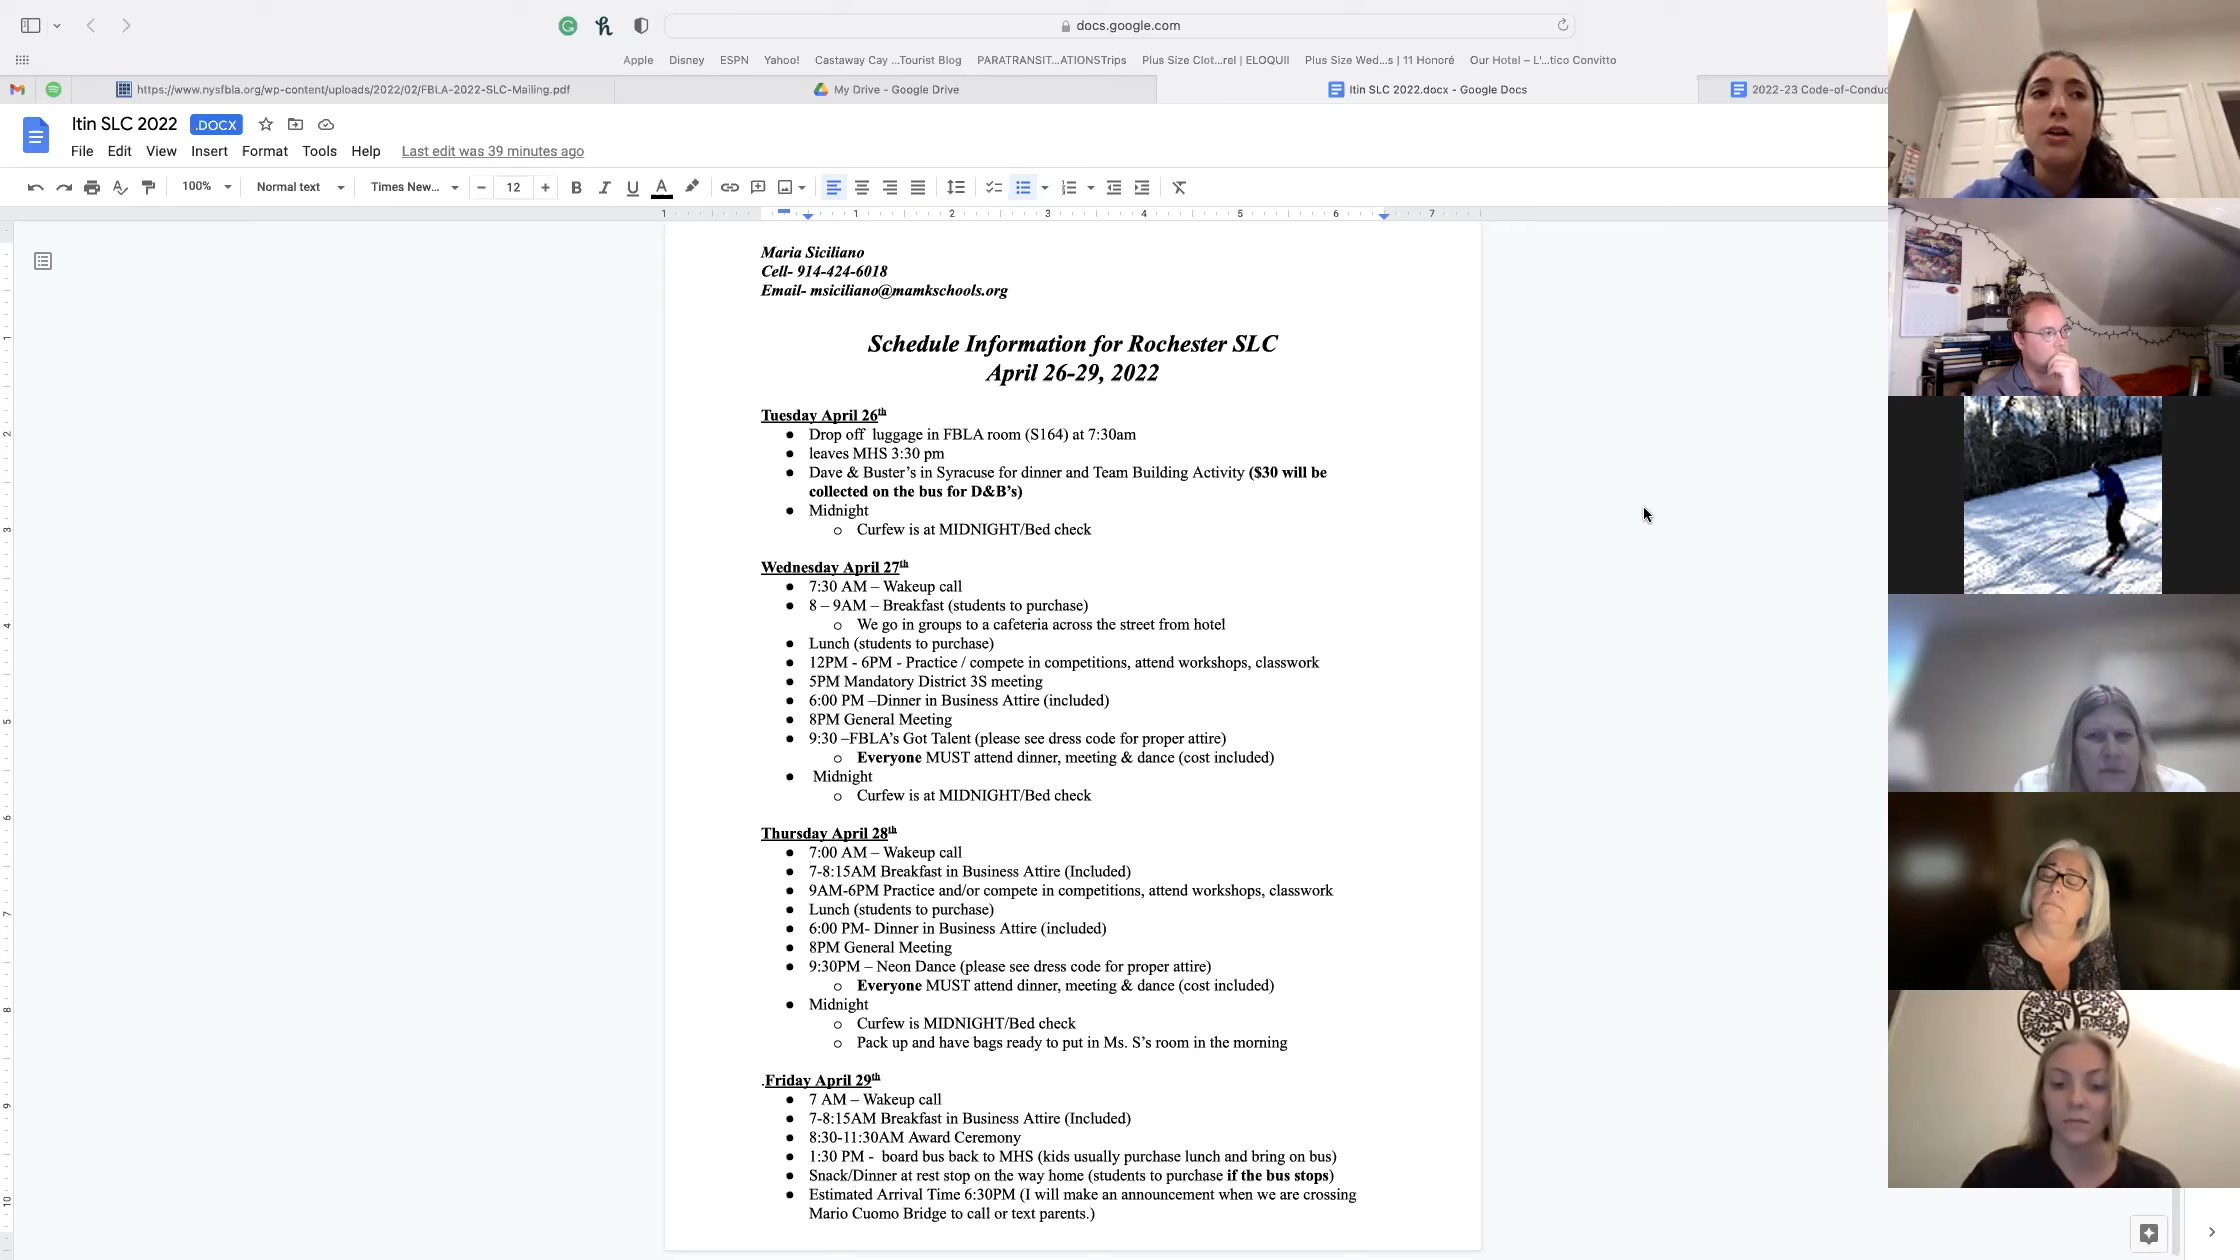 docs.google.com
Apple Disney ESPN Yahoo! Castaway Cay ...Tourist Blog PARATRANSIT...ATIONSTrips Plus Size Clot...rel | ELOQUII Plus Size Wed...s | 11 Honoré Our Hotel – L'...tico Convitto
https://www.nysfbla.org/wp-content/uploads/2022/02/FBLA-2022-SLC-Mailing.pdf My Drive - Google Drive Itin SLC 2022.docx - Google Docs 2022-23 Code-of-Conduc
Itin SLC 2022 .DOCX
File Edit View Insert Format Tools Help Last edit was 39 minutes ago
100% Normal text Times New... – 12 + B I U A
1 1 2 3 4 5 6 7
Maria Siciliano
Cell- 914-424-6018
Email- msiciliano@mamkschools.org
Schedule Information for Rochester SLC
April 26-29, 2022
Tuesday April 26th
● Drop off  luggage in FBLA room (S164) at 7:30am
● leaves MHS 3:30 pm
● Dave & Buster's in Syracuse for dinner and Team Building Activity ($30 will be
collected on the bus for D&B's)
● Midnight
○ Curfew is at MIDNIGHT/Bed check
Wednesday April 27th
● 7:30 AM – Wakeup call
● 8 – 9AM – Breakfast (students to purchase)
○ We go in groups to a cafeteria across the street from hotel
● Lunch (students to purchase)
● 12PM - 6PM - Practice / compete in competitions, attend workshops, classwork
● 5PM Mandatory District 3S meeting
● 6:00 PM –Dinner in Business Attire (included)
● 8PM General Meeting
● 9:30 –FBLA's Got Talent (please see dress code for proper attire)
○ Everyone MUST attend dinner, meeting & dance (cost included)
● Midnight
○ Curfew is at MIDNIGHT/Bed check
Thursday April 28th
● 7:00 AM – Wakeup call
● 7-8:15AM Breakfast in Business Attire (Included)
● 9AM-6PM Practice and/or compete in competitions, attend workshops, classwork
● Lunch (students to purchase)
● 6:00 PM- Dinner in Business Attire (included)
● 8PM General Meeting
● 9:30PM – Neon Dance (please see dress code for proper attire)
○ Everyone MUST attend dinner, meeting & dance (cost included)
● Midnight
○ Curfew is MIDNIGHT/Bed check
○ Pack up and have bags ready to put in Ms. S's room in the morning
.Friday April 29th
● 7 AM – Wakeup call
● 7-8:15AM Breakfast in Business Attire (Included)
● 8:30-11:30AM Award Ceremony
● 1:30 PM -  board bus back to MHS (kids usually purchase lunch and bring on bus)
● Snack/Dinner at rest stop on the way home (students to purchase if the bus stops)
● Estimated Arrival Time 6:30PM (I will make an announcement when we are crossing
Mario Cuomo Bridge to call or text parents.)
1
2
3
4
5
6
7
8
9
10